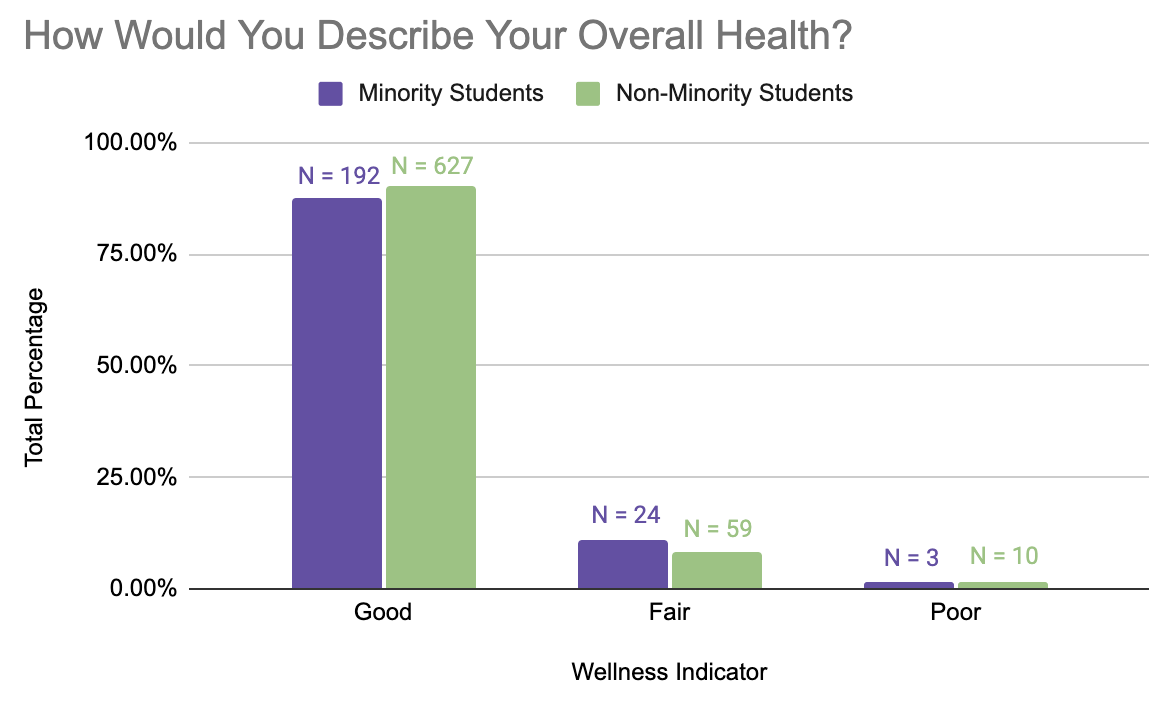 How Would You Describe Your Overall Health?
Minority Students Non-Minority Students
100.00%
N = 192 N = 627
75.00%
50.00%
25.00%
N = 24 N = 59
N = 3 N = 10
0.00%
Good Fair Poor
Total Percentage
Wellness Indicator